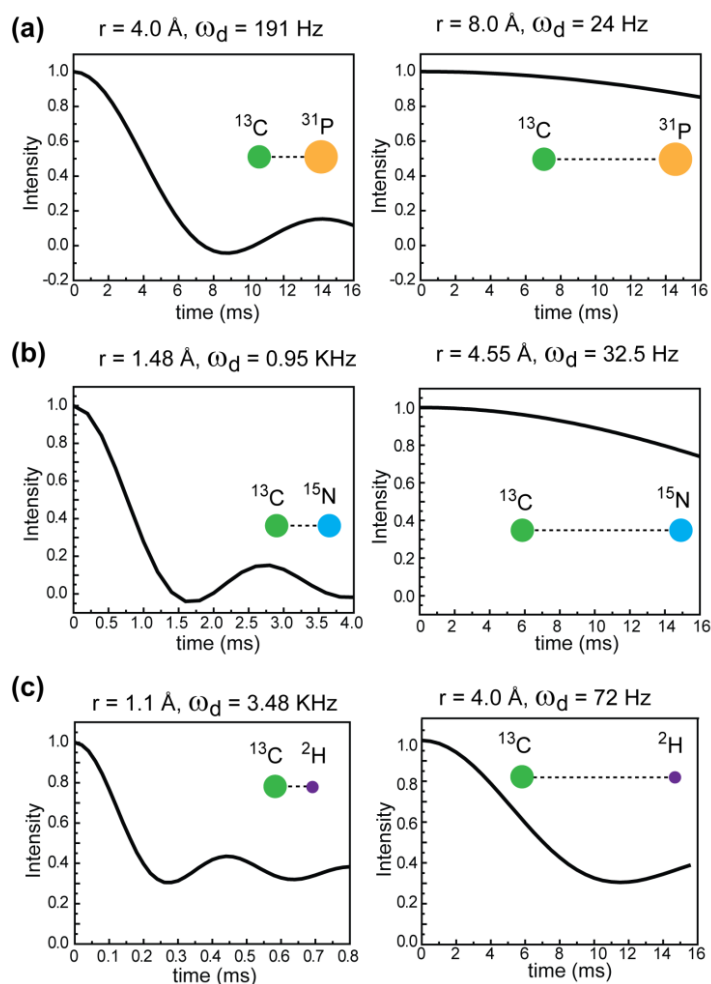 (a)
r = 4.0 Å, ω_d = 191 Hz
r = 8.0 Å, ω_d = 24 Hz
Intensity
1.0
0.8
0.6
0.4
0.2
0.0
-0.2
¹³C
³¹P
0 2 4 6 8 10 12 14 16
time (ms)
Intensity
1.0
0.8
0.6
0.4
0.2
0.0
-0.2
¹³C
³¹P
0 2 4 6 8 10 12 14 16
time (ms)
(b)
r = 1.48 Å, ω_d = 0.95 KHz
r = 4.55 Å, ω_d = 32.5 Hz
Intensity
1.0
0.8
0.6
0.4
0.2
0.0
¹³C
¹⁵N
0 0.5 1.0 1.5 2.0 2.5 3.0 3.5 4.0
time (ms)
Intensity
1.0
0.8
0.6
0.4
0.2
0.0
¹³C
¹⁵N
0 2 4 6 8 10 12 14 16
time (ms)
(c)
r = 1.1 Å, ω_d = 3.48 KHz
r = 4.0 Å, ω_d = 72 Hz
Intensity
1.0
0.8
0.6
0.4
0.2
0.0
¹³C
²H
0 0.1 0.2 0.3 0.4 0.5 0.6 0.7 0.8
time (ms)
Intensity
1.0
0.8
0.6
0.4
0.2
0.0
¹³C
²H
0 2 4 6 8 10 12 14 16
time (ms)